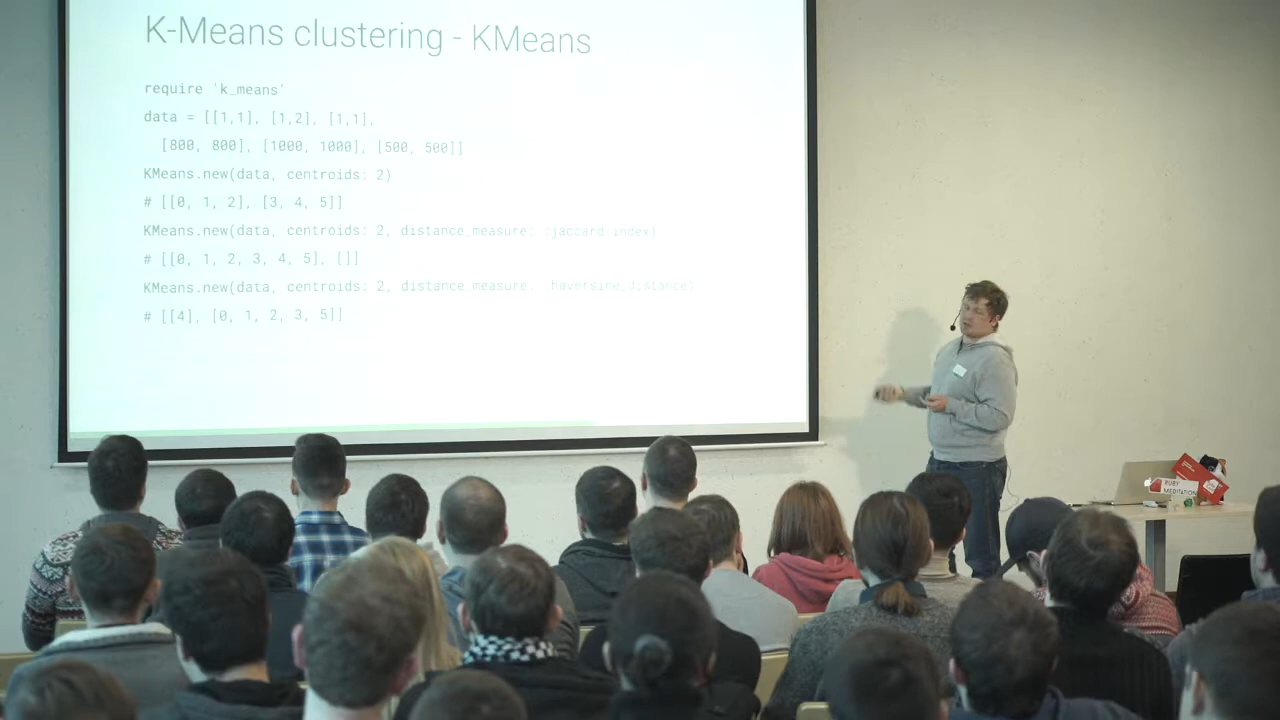 K-Means clustering - KMeans
require 'k_means'
data = [[1,1], [1,2], [1,1],
[800, 800], [1000, 1000], [500, 500]]
KMeans.new(data, centroids: 2)
# [[0, 1, 2], [3, 4, 5]]
KMeans.new(data, centroids: 2, distance_measure: :jaccard_index)
# [[0, 1, 2, 3, 4, 5], []]
KMeans.new(data, centroids: 2, distance_measure: :haversine_distance)
# [[4], [0, 1, 2, 3, 5]]
RUBY
MEDITATION